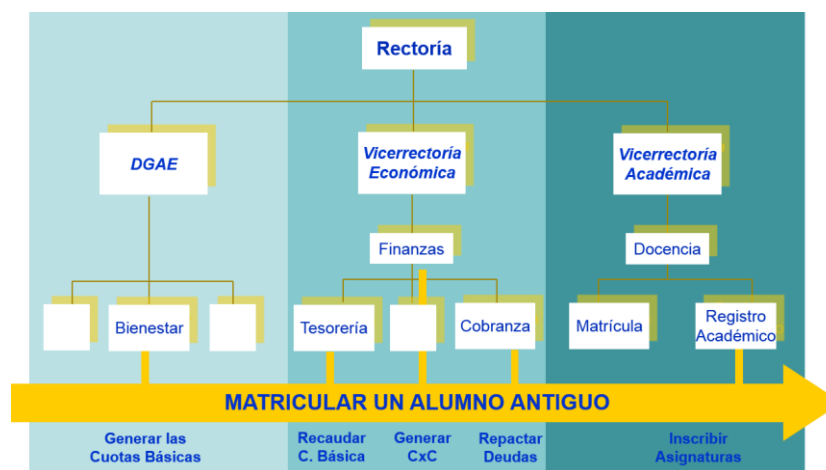 Rectoría
DGAE
Vicerrectoría
Económica
Vicerrectoría
Académica
Finanzas
Docencia
Bienestar
Tesorería
Cobranza
Matrícula
Registro
Académico
MATRICULAR UN ALUMNO ANTIGUO
Generar las
Cuotas Básicas
Recaudar
C. Básica
Generar
CxC
Repactar
Deudas
Inscribir
Asignaturas